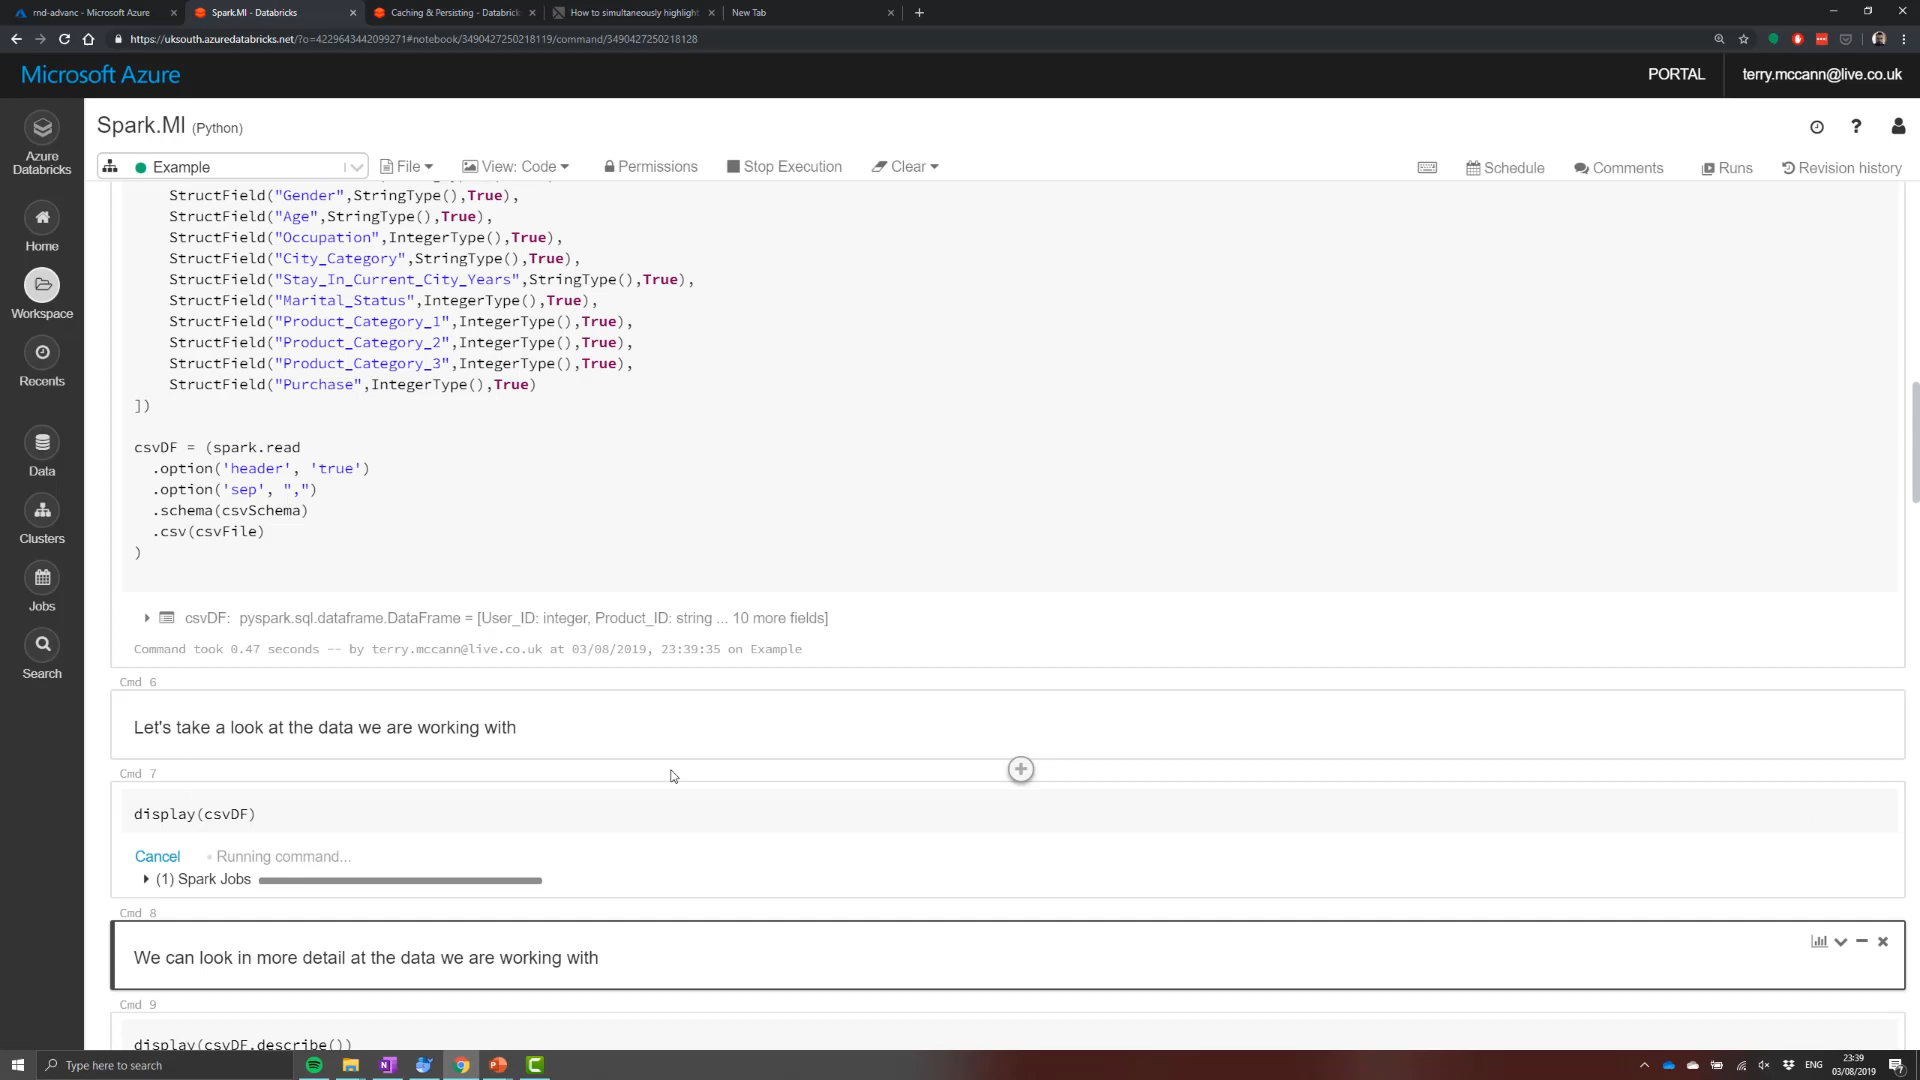 rnd-advanc - Microsoft Azure
Spark.Ml - Databricks
Caching & Persisting - Databrick
How to simultaneously highlight
New Tab
https://uksouth.azuredatabricks.net/?o=4229643442099271#notebook/3490427250218119/command/3490427250218128
Microsoft Azure
PORTAL
terry.mccann@live.co.uk
Azure
Databricks
Home
Workspace
Recents
Data
Clusters
Jobs
Search
Spark.Ml (Python)
Example
File
View: Code
Permissions
Stop Execution
Clear
Schedule
Comments
Runs
Revision history
StructField("Gender",StringType(),True),
StructField("Age",StringType(),True),
StructField("Occupation",IntegerType(),True),
StructField("City_Category",StringType(),True),
StructField("Stay_In_Current_City_Years",StringType(),True),
StructField("Marital_Status",IntegerType(),True),
StructField("Product_Category_1",IntegerType(),True),
StructField("Product_Category_2",IntegerType(),True),
StructField("Product_Category_3",IntegerType(),True),
StructField("Purchase",IntegerType(),True)
])
csvDF = (spark.read
.option('header', 'true')
.option('sep', ",")
.schema(csvSchema)
.csv(csvFile)
)
csvDF: pyspark.sql.dataframe.DataFrame = [User_ID: integer, Product_ID: string ... 10 more fields]
Command took 0.47 seconds -- by terry.mccann@live.co.uk at 03/08/2019, 23:39:35 on Example
Cmd 6
Let's take a look at the data we are working with
Cmd 7
display(csvDF)
Cancel
Running command...
(1) Spark Jobs
Cmd 8
We can look in more detail at the data we are working with
Cmd 9
display(csvDF.describe())
Type here to search
ENG
23:39
03/08/2019